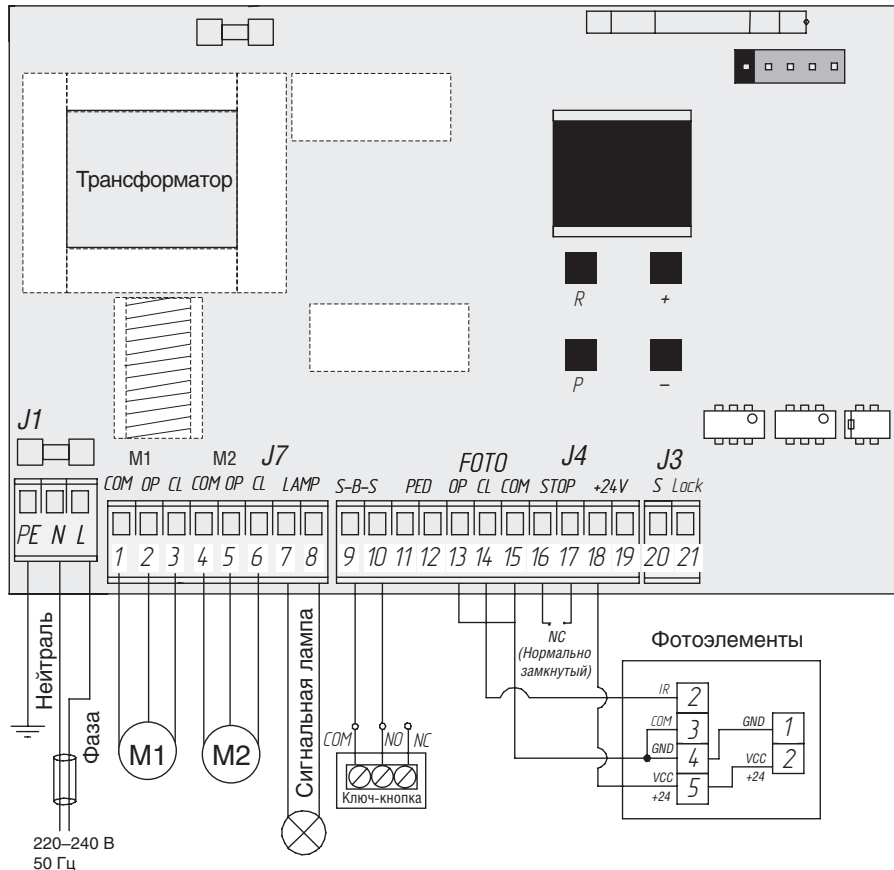 Трансформатор
R +
P –
J1 M1 M2 J7 FOTO J4 J3
COM OP CL COM OP CL LAMP S–B–S PED OP CL COM STOP +24V S Lock
PE N L
1 2 3 4 5 6 7 8 9 10 11 12 13 14 15 16 17 18 19 20 21
Нейтраль
Фаза
220–240 В
50 Гц
M1
M2
Сигнальная лампа
COM NO NC
Ключ-кнопка
NC
(Нормально
замкнутый)
Фотоэлементы
IR 2
COM 3
GND 4
VCC
+24 5
GND 1
VCC 2
+24